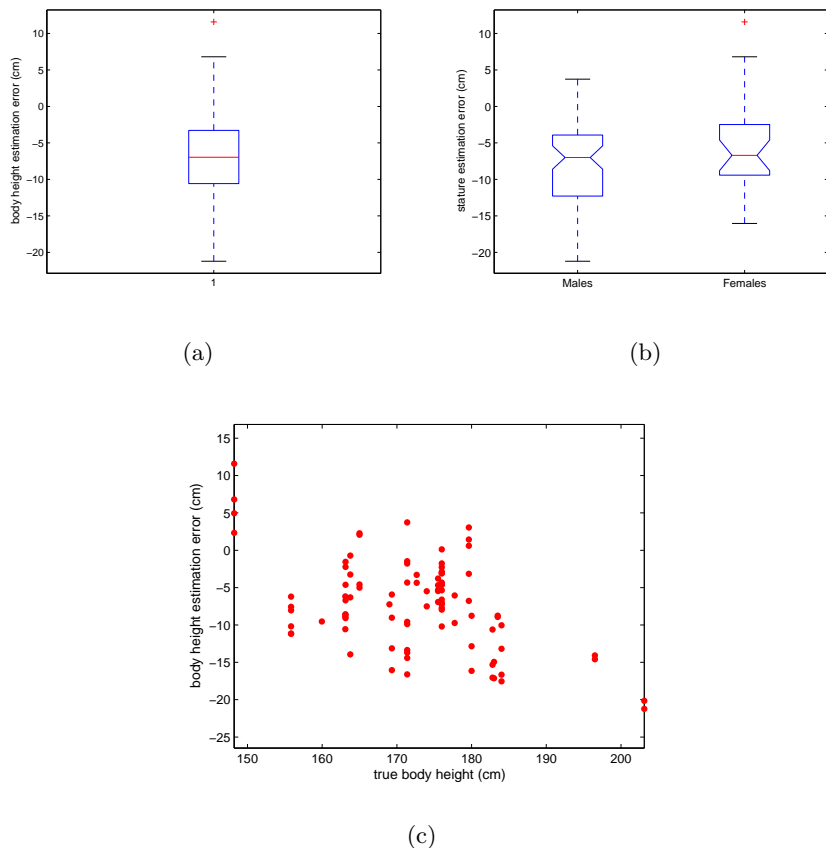 10
5
0
−5
−10
−15
−20
body height estimation error (cm)
1
(a)
10
5
0
−5
−10
−15
−20
stature estimation error (cm)
Males Females
(b)
15
10
5
0
−5
−10
−15
−20
−25
body height estimation error (cm)
150 160 170 180 190 200
true body height (cm)
(c)